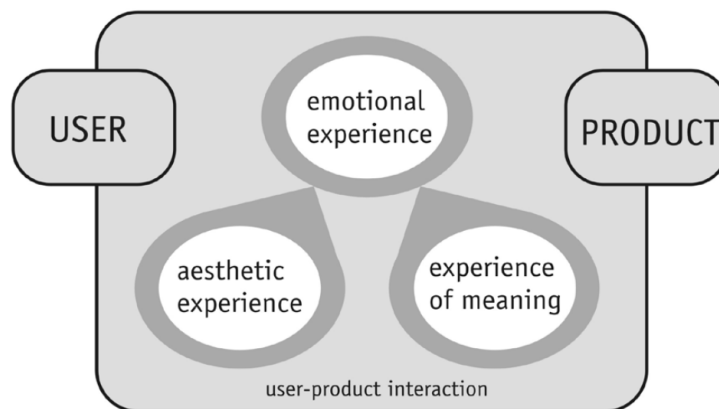 emotional
experience
USER
PRODUCT
aesthetic
experience
experience
of meaning
user-product interaction